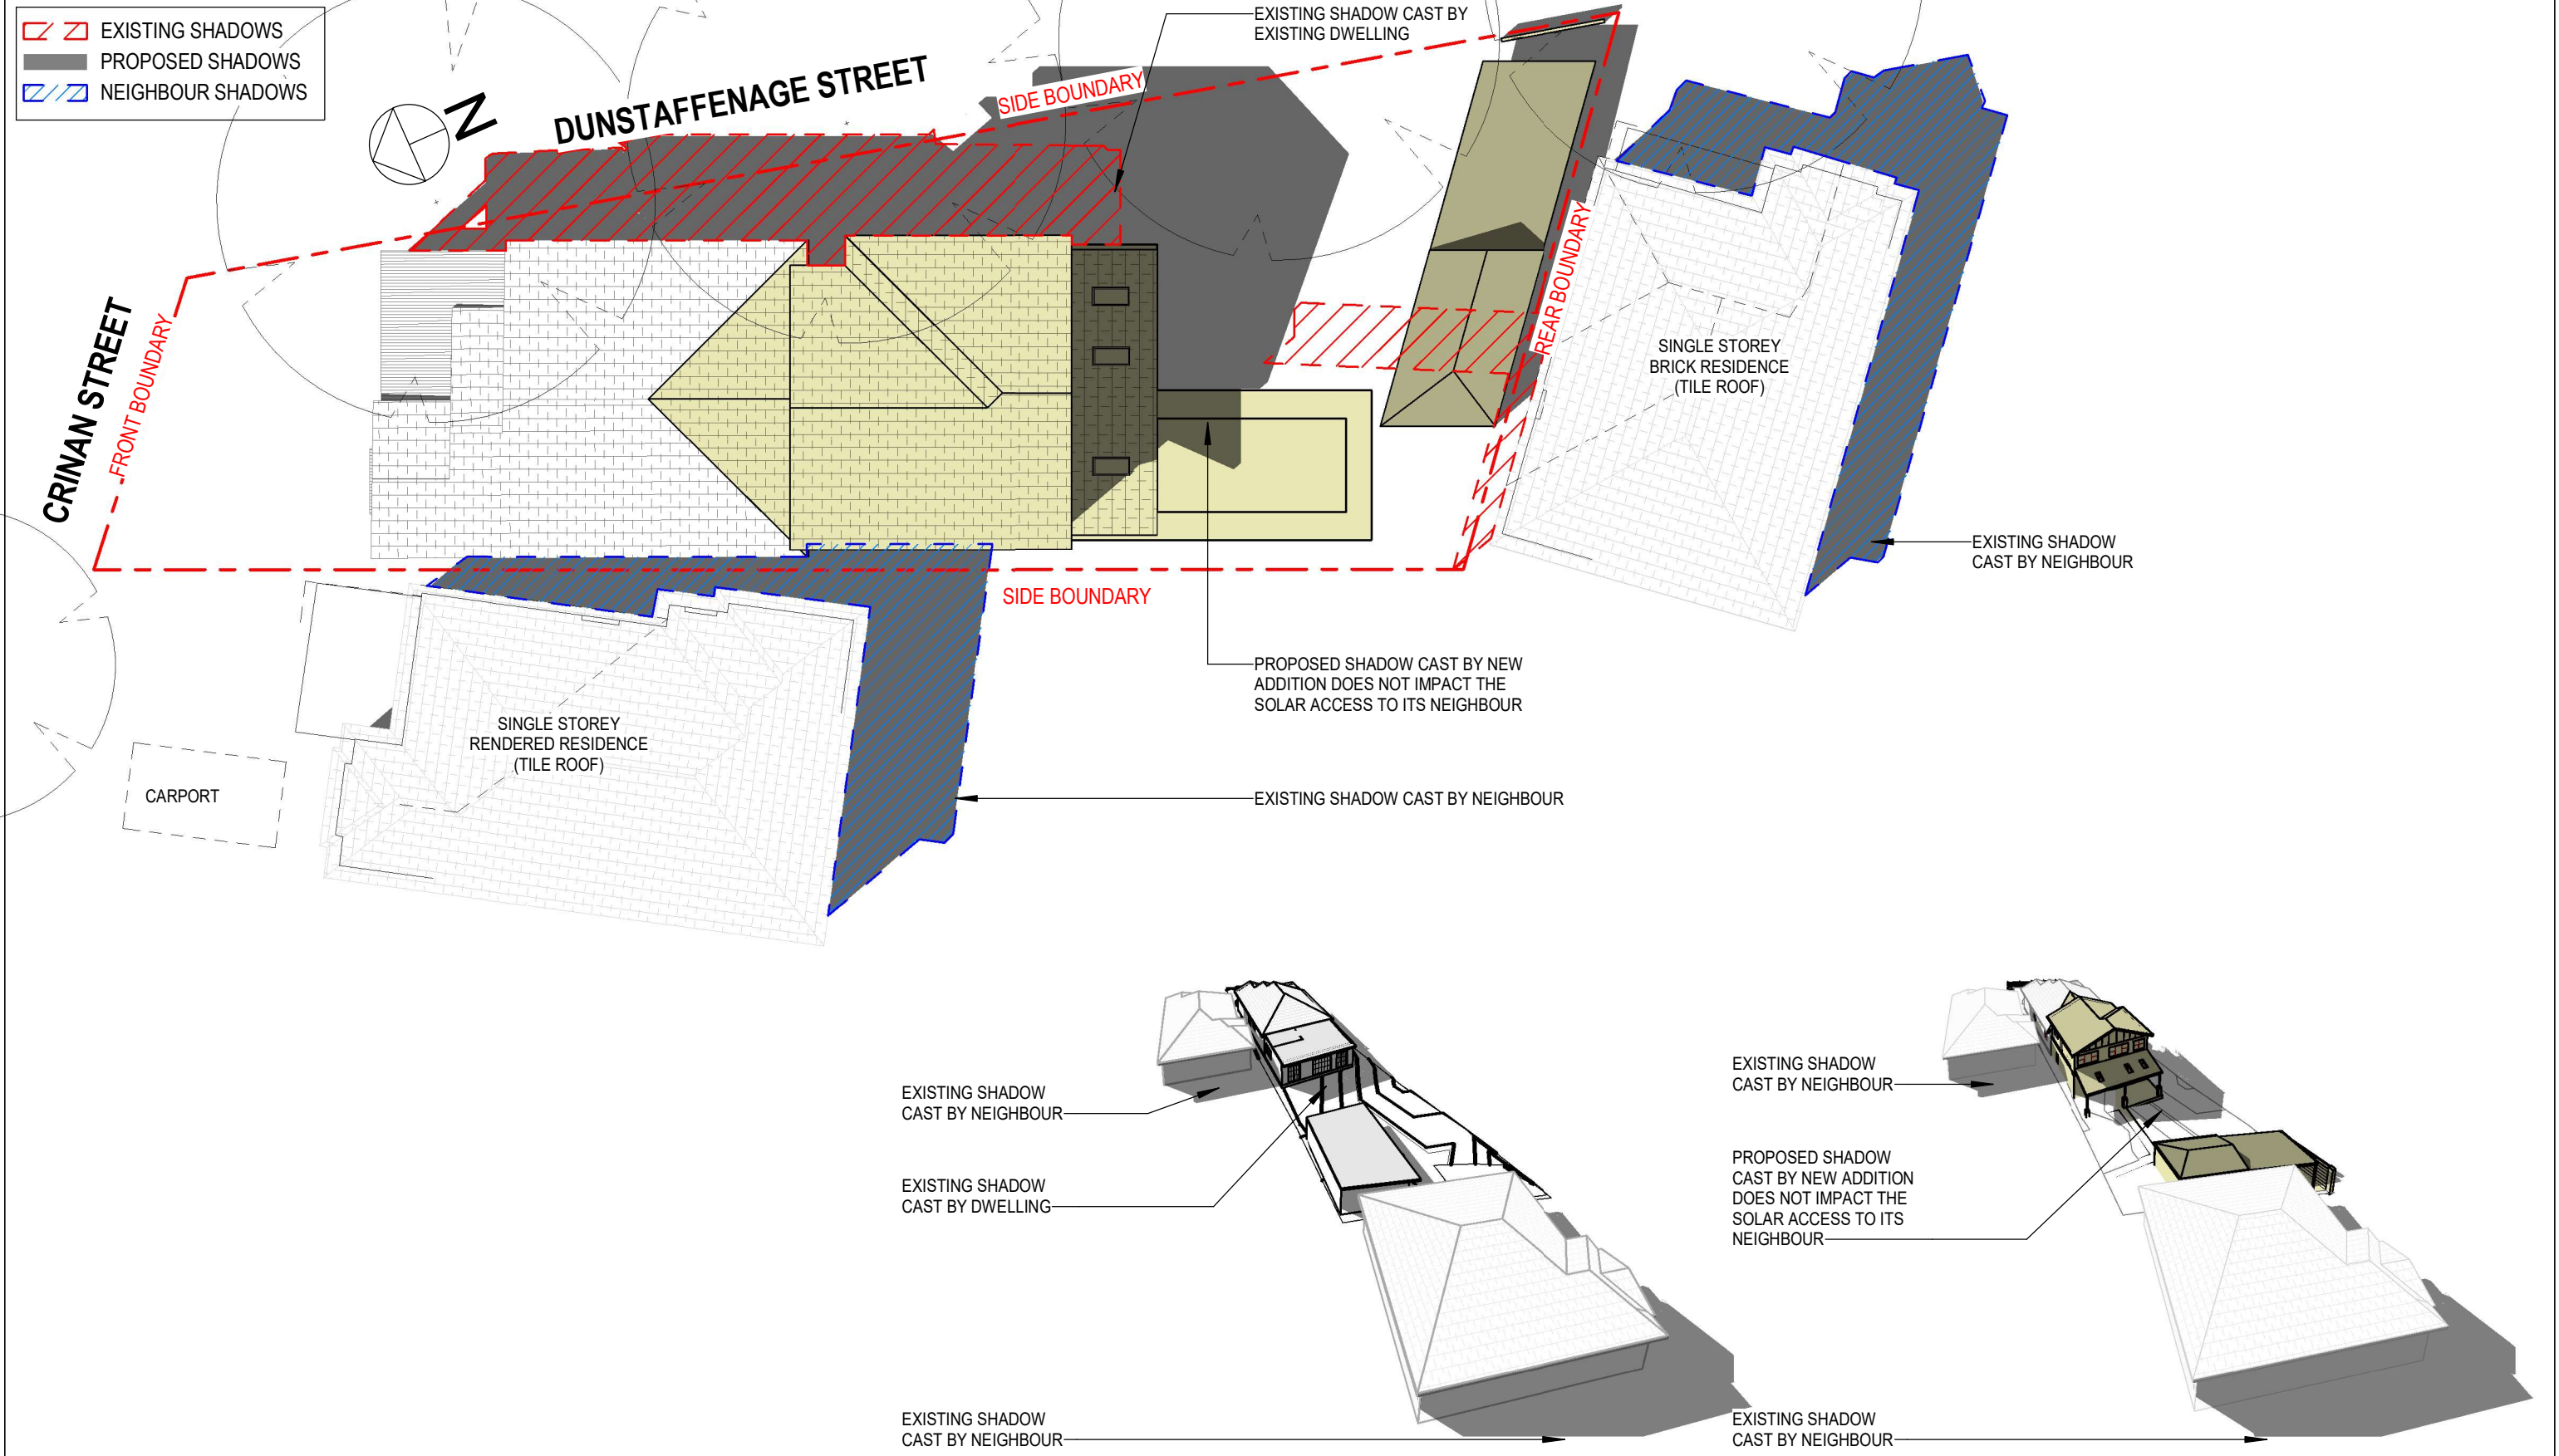 EXISTING SHADOWS
PROPOSED SHADOWS
NEIGHBOUR SHADOWS
N
DUNSTAFFENAGE STREET
SIDE BOUNDARY
EXISTING SHADOW CAST BY
EXISTING DWELLING
CRINAN STREET
FRONT BOUNDARY
REAR BOUNDARY
SINGLE STOREY
BRICK RESIDENCE
(TILE ROOF)
EXISTING SHADOW
CAST BY NEIGHBOUR
SIDE BOUNDARY
PROPOSED SHADOW CAST BY NEW
ADDITION DOES NOT IMPACT THE
SOLAR ACCESS TO ITS NEIGHBOUR
SINGLE STOREY
RENDERED RESIDENCE
(TILE ROOF)
CARPORT
EXISTING SHADOW CAST BY NEIGHBOUR
EXISTING SHADOW
CAST BY NEIGHBOUR
EXISTING SHADOW
CAST BY DWELLING
EXISTING SHADOW
CAST BY NEIGHBOUR
EXISTING SHADOW
CAST BY NEIGHBOUR
PROPOSED SHADOW
CAST BY NEW ADDITION
DOES NOT IMPACT THE
SOLAR ACCESS TO ITS
NEIGHBOUR
EXISTING SHADOW
CAST BY NEIGHBOUR